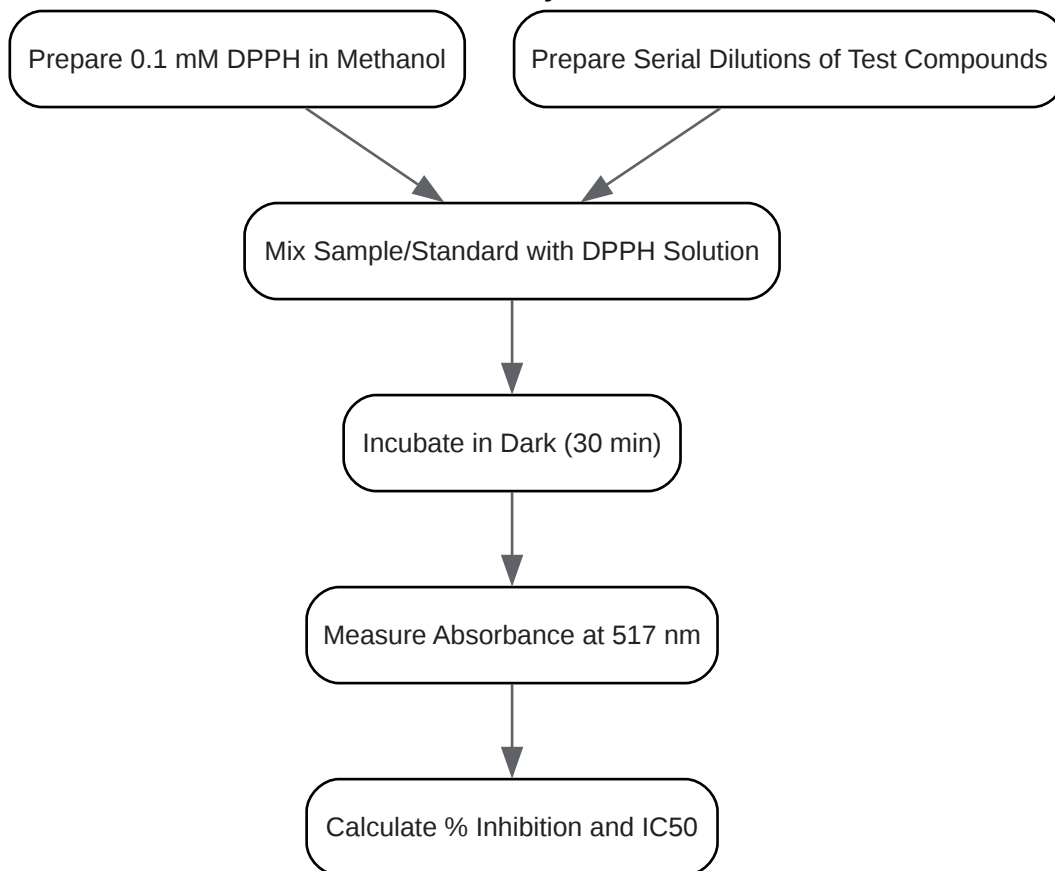 Prepare 0.1 mM DPPH in Methanol
Prepare Serial Dilutions of Test Compounds
Mix Sample/Standard with DPPH Solution
Incubate in Dark (30 min)
Measure Absorbance at 517 nm
Calculate % Inhibition and IC50